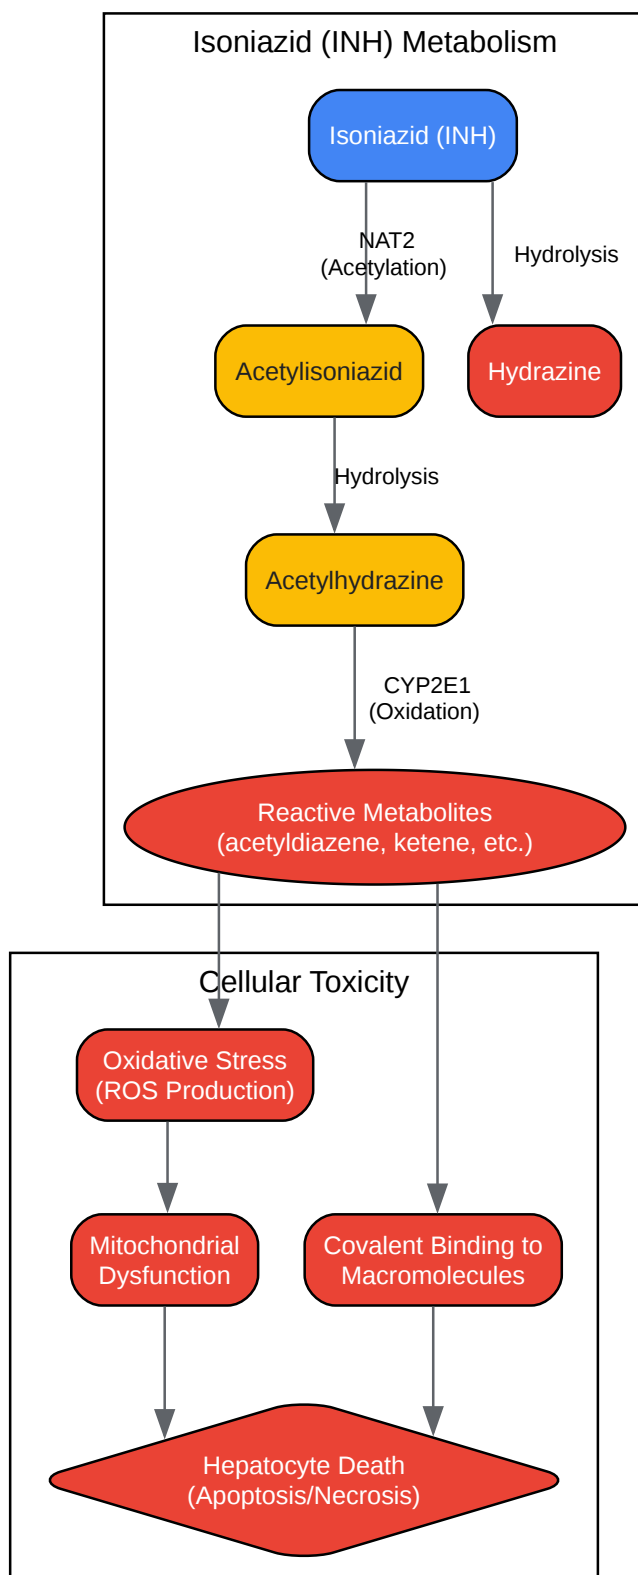 Isoniazid (INH) Metabolism
Isoniazid (INH)
NAT2
(Acetylation)
Hydrolysis
Acetylisoniazid
Hydrazine
Hydrolysis
Acetylhydrazine
CYP2E1
(Oxidation)
Reactive Metabolites
(acetyldiazene, ketene, etc.)
Cellular Toxicity
Oxidative Stress
(ROS Production)
Mitochondrial
Dysfunction
Covalent Binding to
Macromolecules
Hepatocyte Death
(Apoptosis/Necrosis)